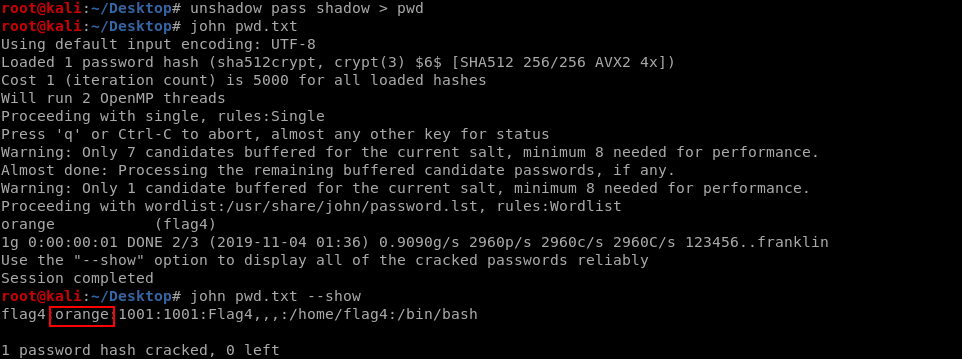 root@kali:~/Desktop# unshadow pass shadow > pwd
root@kali:~/Desktop# john pwd.txt
Using default input encoding: UTF-8
Loaded 1 password hash (sha512crypt, crypt(3) $6$ [SHA512 256/256 AVX2 4x])
Cost 1 (iteration count) is 5000 for all loaded hashes
Will run 2 OpenMP threads
Proceeding with single, rules:Single
Press 'q' or Ctrl-C to abort, almost any other key for status
Warning: Only 7 candidates buffered for the current salt, minimum 8 needed for performance.
Almost done: Processing the remaining buffered candidate passwords, if any.
Warning: Only 1 candidate buffered for the current salt, minimum 8 needed for performance.
Proceeding with wordlist:/usr/share/john/password.lst, rules:Wordlist
orange           (flag4)
1g 0:00:00:01 DONE 2/3 (2019-11-04 01:36) 0.9090g/s 2960p/s 2960c/s 2960C/s 123456..franklin
Use the "--show" option to display all of the cracked passwords reliably
Session completed
root@kali:~/Desktop# john pwd.txt --show
flag4:orange:1001:1001:Flag4,,,:/home/flag4:/bin/bash

1 password hash cracked, 0 left